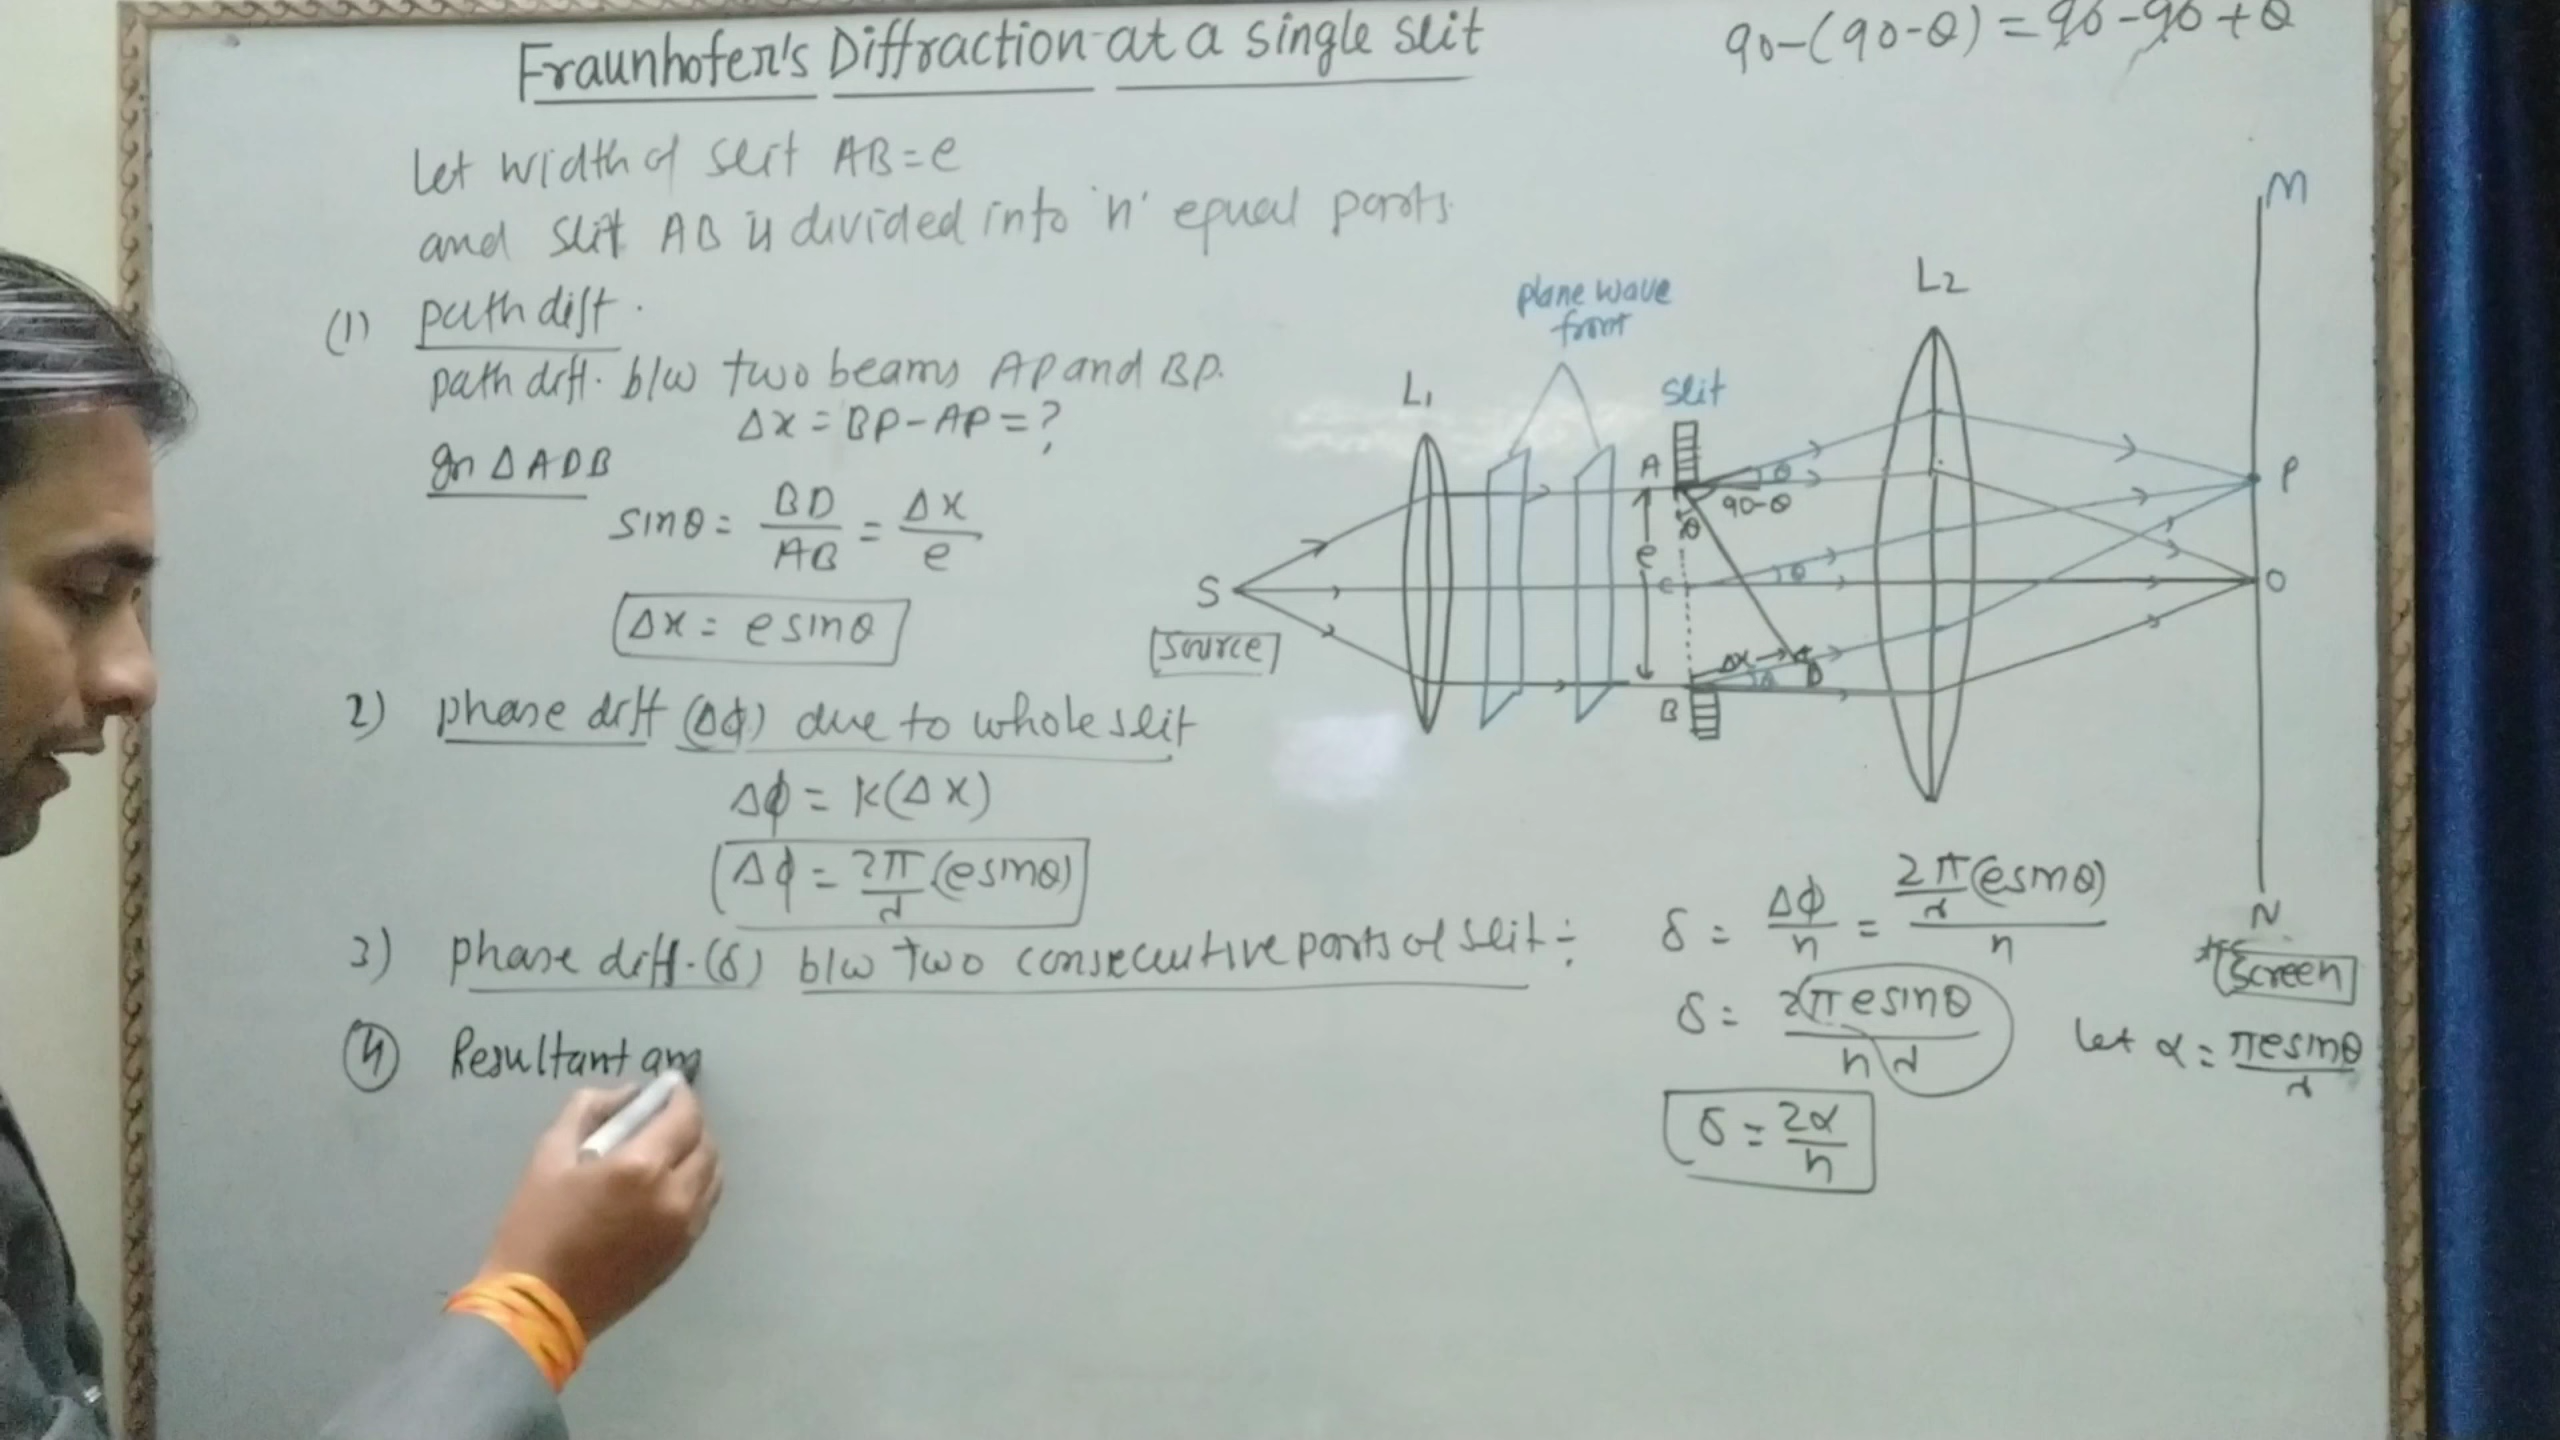 Fraunhofer's Diffraction at a single slit
90-(90-θ) = 90-90+θ
Let width of slit AB=e
and slit AB is divided into 'n' equal parts.
(1) path diff.
path diff. b/w two beams AP and BP.
Δx = BP-AP = ?
In ΔADB
sinθ = BD/AB = Δx/e
Δx = e sinθ
2) phase diff (Δϕ) due to whole slit
Δϕ = K(Δx)
Δϕ = 2π/λ (e sinθ)
3) phase diff. (δ) b/w two consecutive parts of slit ÷
δ = Δϕ/n = 2π/λ (e sinθ)/n
δ = 2πe sinθ/nλ
let α = πe sinθ/λ
δ = 2α/n
(4) Resultant am
plane wave
front
L1
slit
L2
M
A
θ
90-θ
θ
P
e
C
θ
S
O
source
Δx
D
θ
B
N
Screen